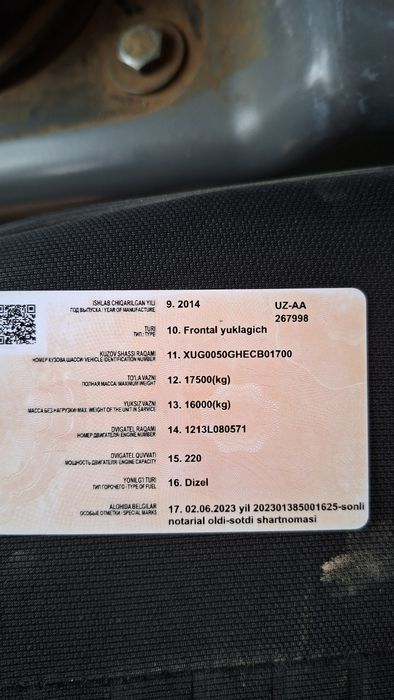 ISHLAB CHIQARILGAN YILI 9. 2014 UZ-AA
ГОД ВЫПУСКА / YEAR OF MANUFACTURE 267998
TURI 10. Frontal yuklagich
ТИП / TYPE
KUZOV SHASSI RAQAMI 11. XUG0050GHECB01700
НОМЕР КУЗОВА ШАССИ/ VEHICLE IDENTIFICATION NUMBER
TO'LA VAZNI 12. 17500(kg)
ПОЛНАЯ МАССА/ MAXIMUM WEIGHT
YUKSIZ VAZNI 13. 16000(kg)
МАССА БЕЗ НАГРУЗКИ/ MAX. WEIGHT OF THE UNIT IN SARVICE
DVIGATEL RAQAMI 14. 1213L080571
НОМЕР ДВИГАТЕЛЯ/ ENGINE NUMBER
DVIGATEL QUVVATI 15. 220
МОЩНОСТЬ ДВИГАТЕЛЯ/ ENGINE CAPACITY
YONILG'I TURI 16. Dizel
ТИП ГОРЮЧЕГО / TYPE OF FUEL
ALOHIDA BELGILAR 17. 02.06.2023 yil 202301385001625-sonli
ОСОБЫЕ ОТМЕТКИ / SPECIAL MARKS notarial oldi-sotdi shartnomasi